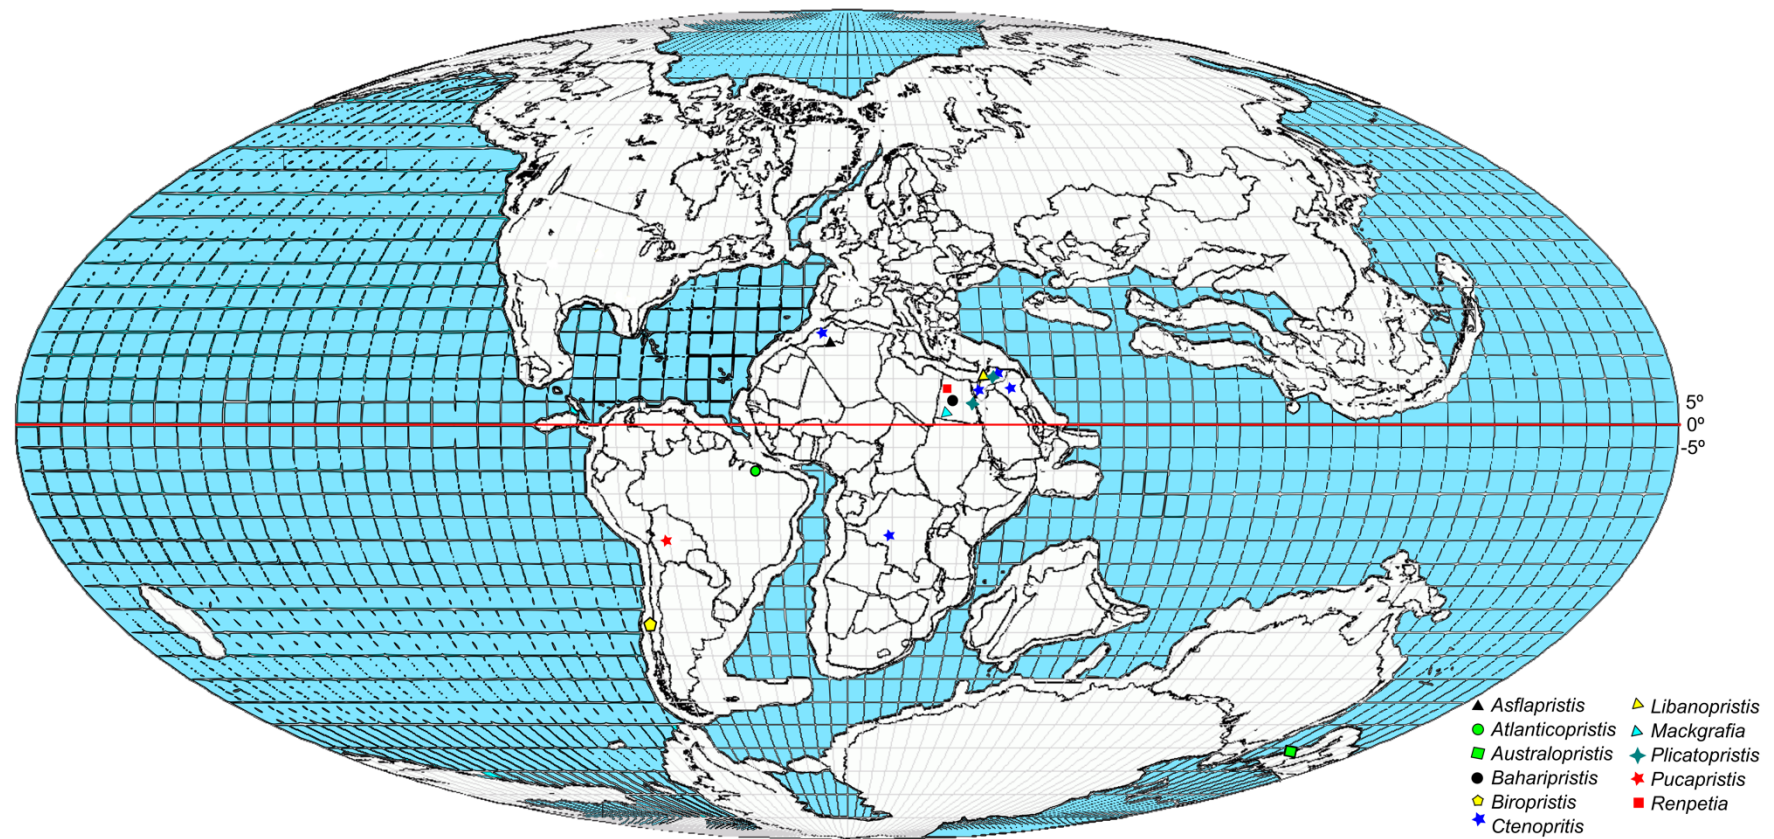 5º
0º
-5º
Asflapristis
Atlanticopristis
Australopristis
Baharipristis
Biropristis
Ctenopritis
Libanopristis
Mackgrafia
Plicatopristis
Pucapristis
Renpetia